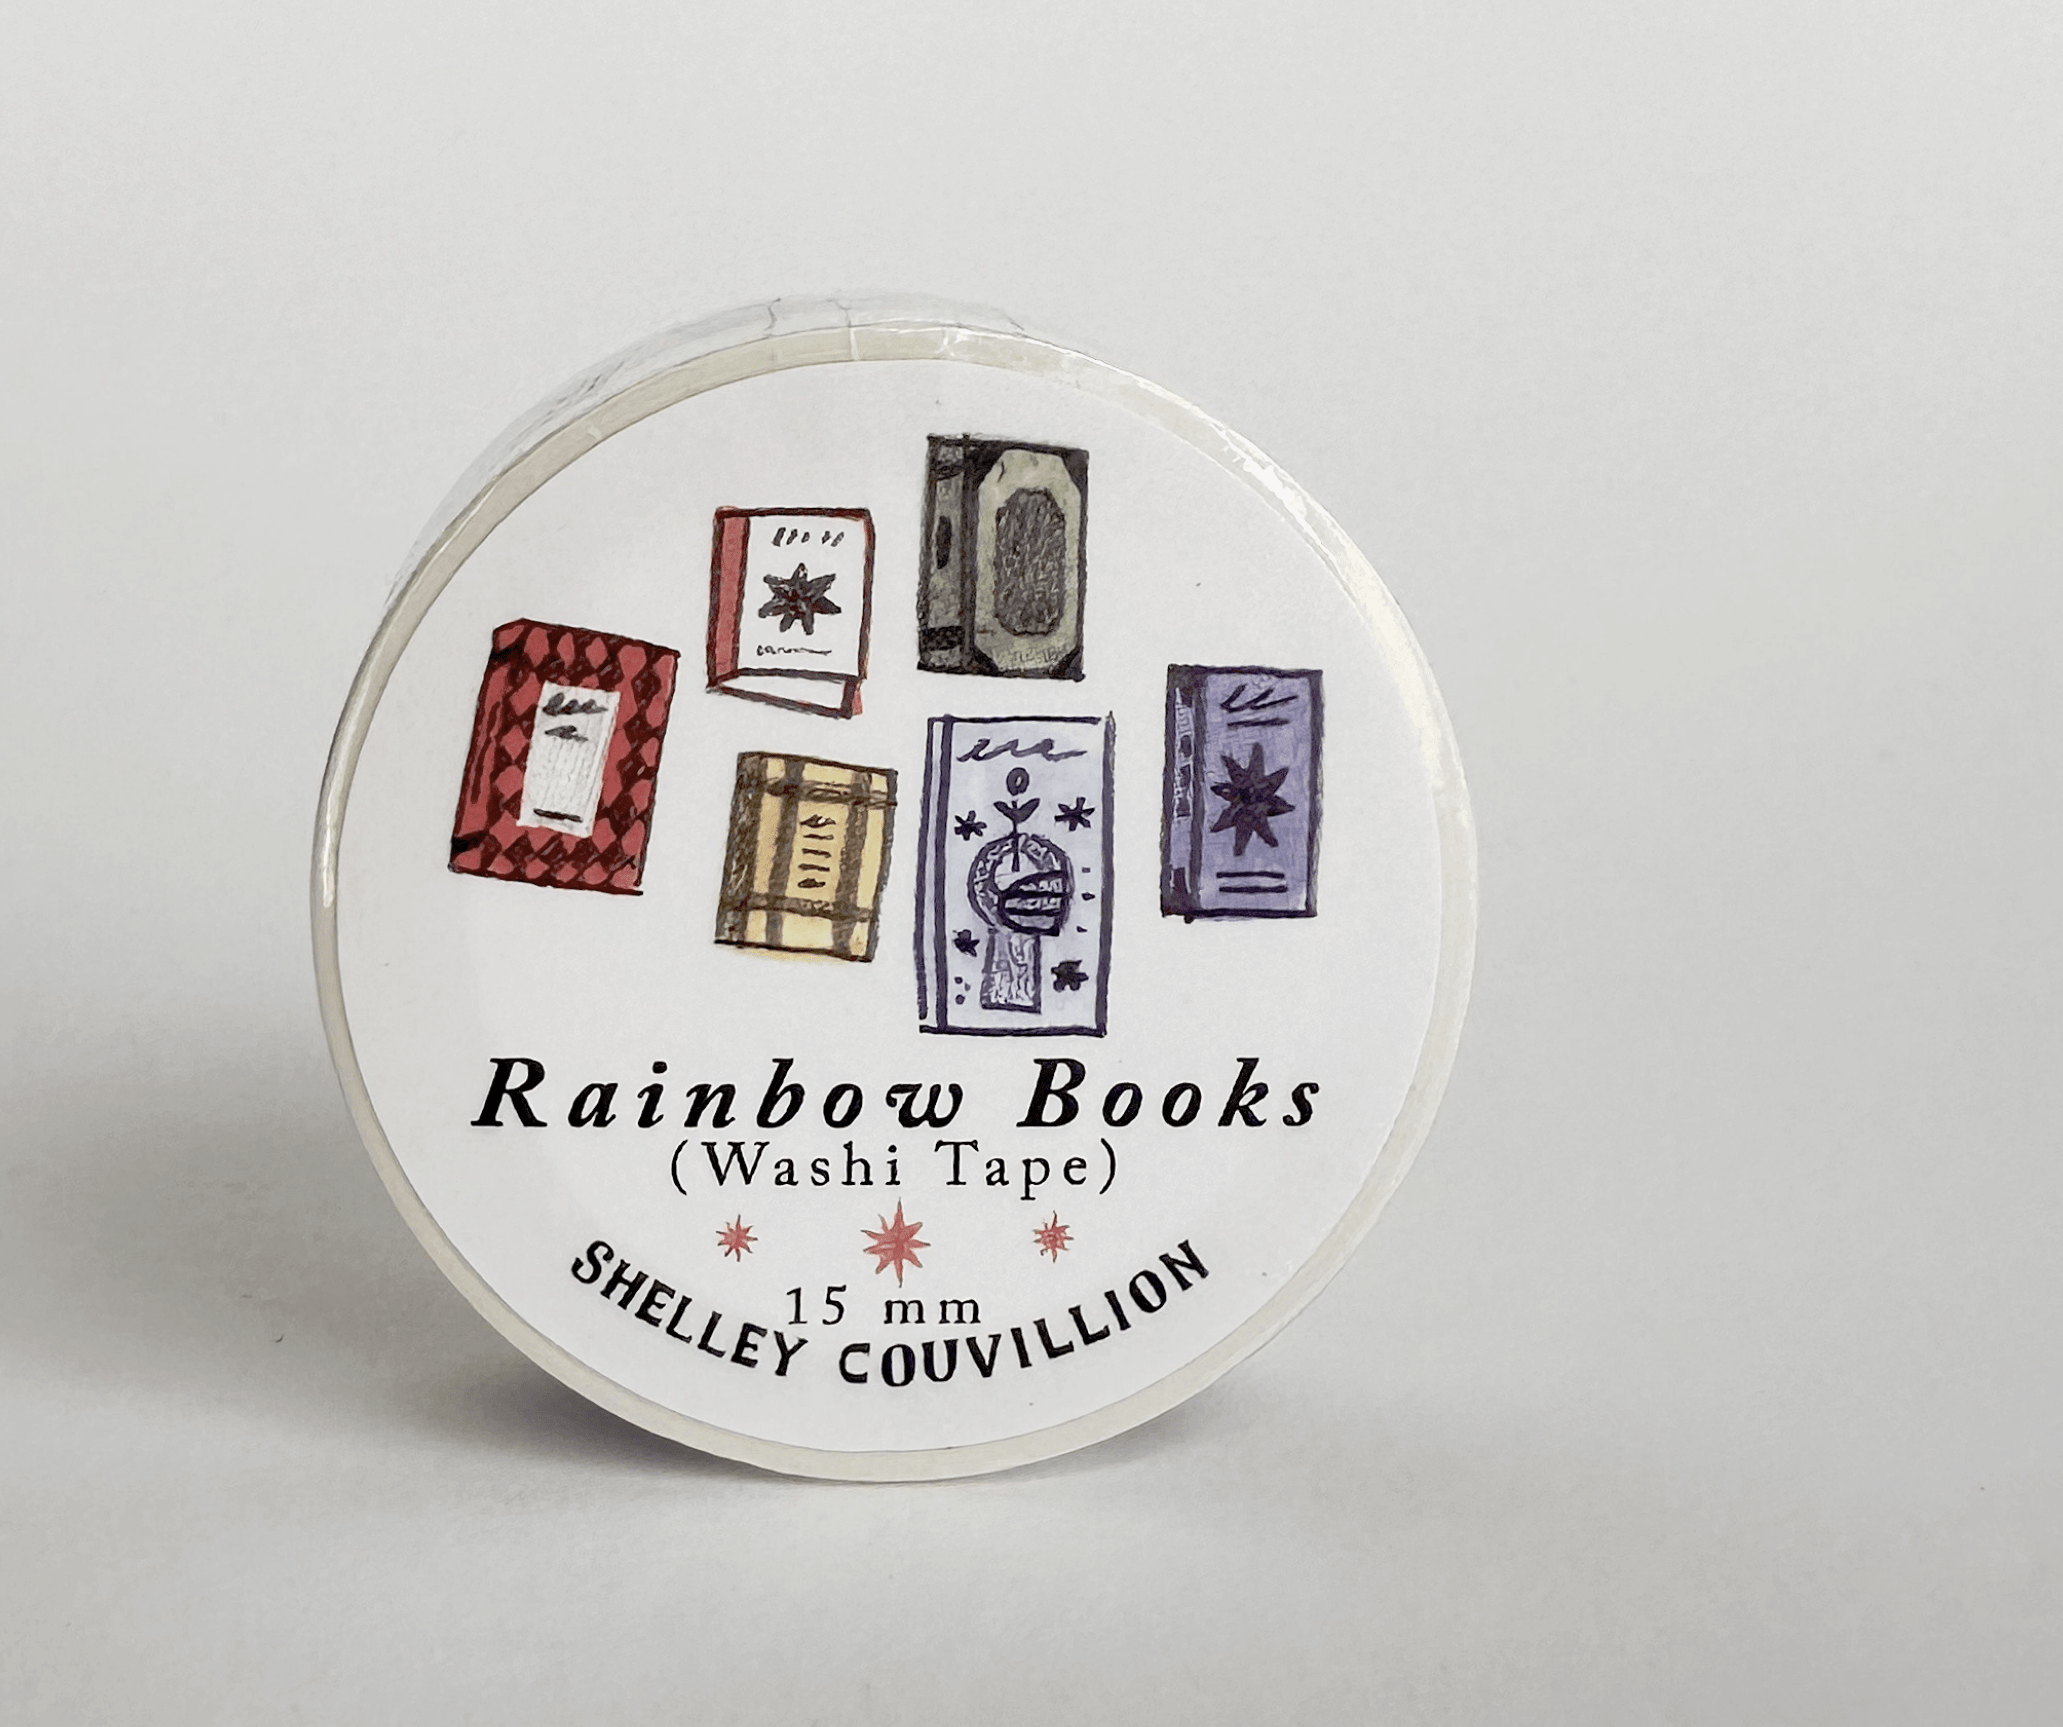 Rainbow Books
(Washi Tape)
15 mm
SHELLEY COUVILLION